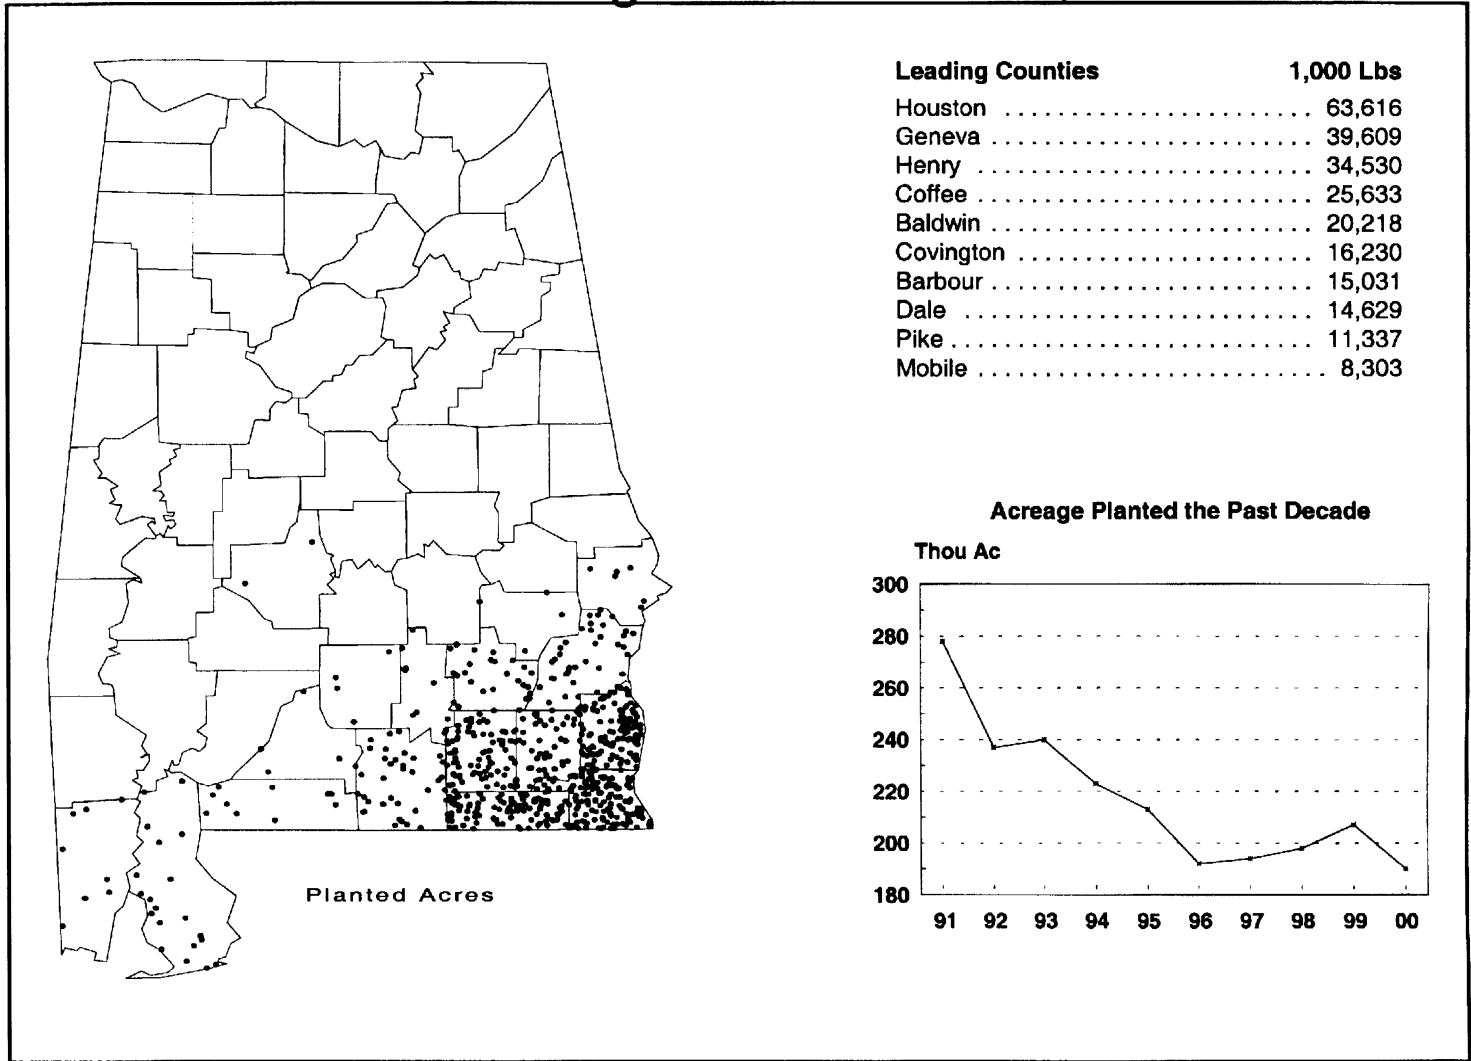 Leading Counties 1,000 Lbs
Houston ....................... 63,616
Geneva ........................ 39,609
Henry ......................... 34,530
Coffee ......................... 25,633
Baldwin ........................ 20,218
Covington ...................... 16,230
Barbour ........................ 15,031
Dale .......................... 14,629
Pike ........................... 11,337
Mobile .......................... 8,303
Acreage Planted the Past Decade
Thou Ac
300
280
260
240
220
200
180
91 92 93 94 95 96 97 98 99 00
Planted Acres